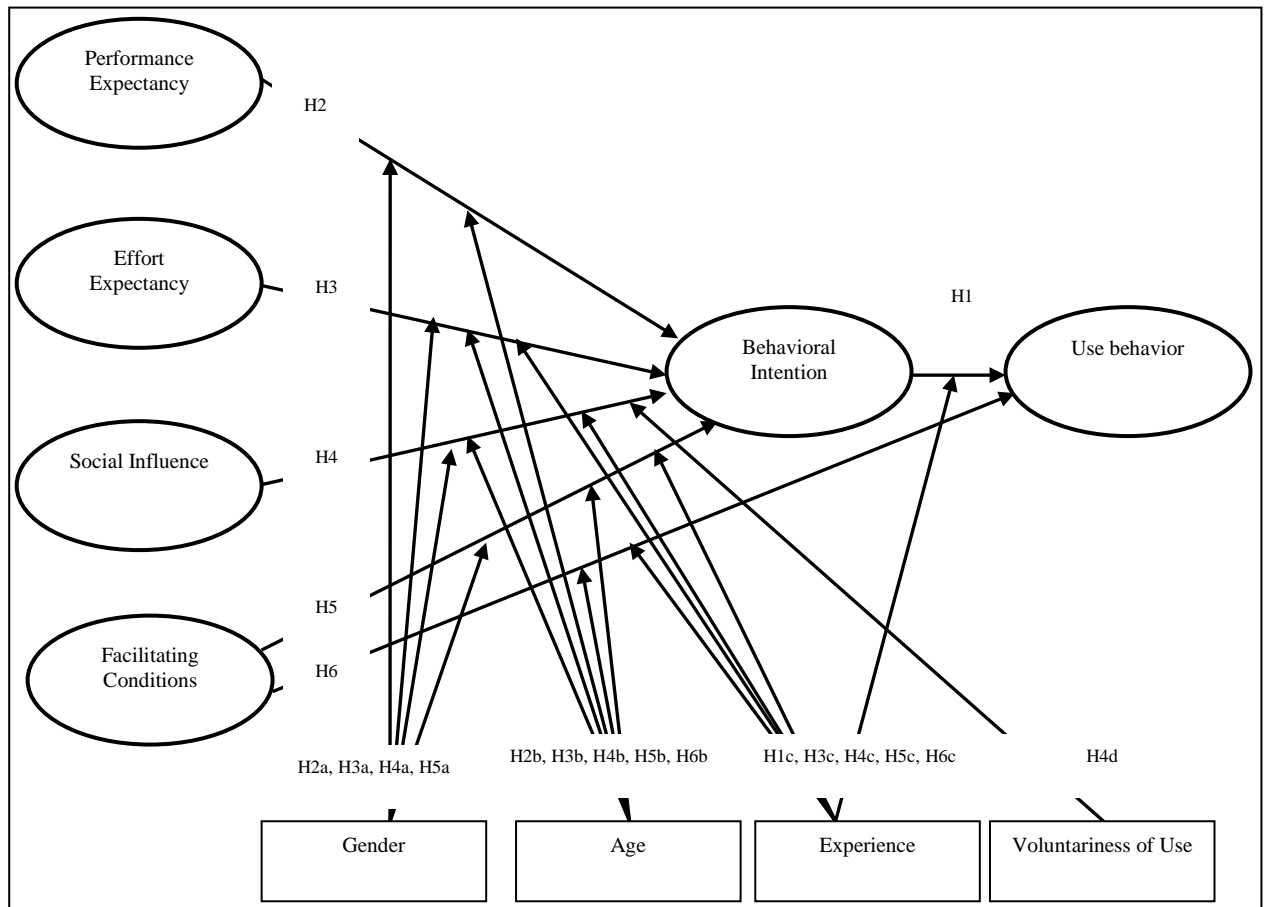 Performance
Expectancy
H2
Effort
Expectancy
H3
H1
Behavioral
Intention
Use behavior
Social Influence
H4
H5
Facilitating
Conditions
H6
H2a, H3a, H4a, H5a
H2b, H3b, H4b, H5b, H6b
H1c, H3c, H4c, H5c, H6c
H4d
Gender
Age
Experience
Voluntariness of Use